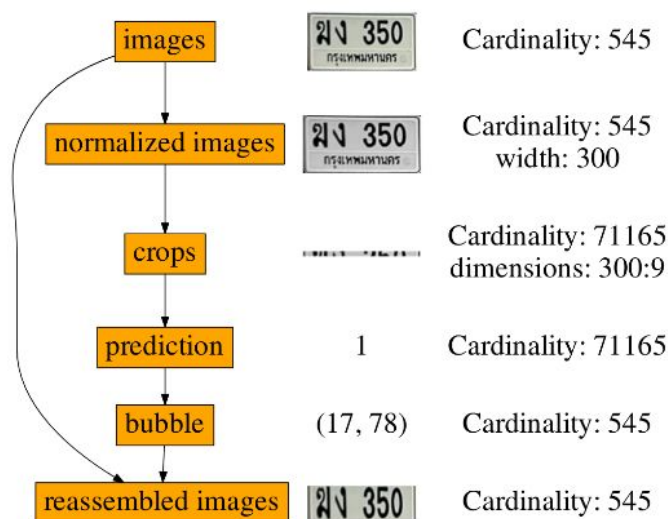 images
ฆง 350
กรุงเทพมหานคร
Cardinality: 545
normalized images
ฆง 350
กรุงเทพมหานคร
Cardinality: 545
width: 300
crops
Cardinality: 71165
dimensions: 300:9
prediction
1
Cardinality: 71165
bubble
(17, 78)
Cardinality: 545
reassembled images
ฆง 350
Cardinality: 545